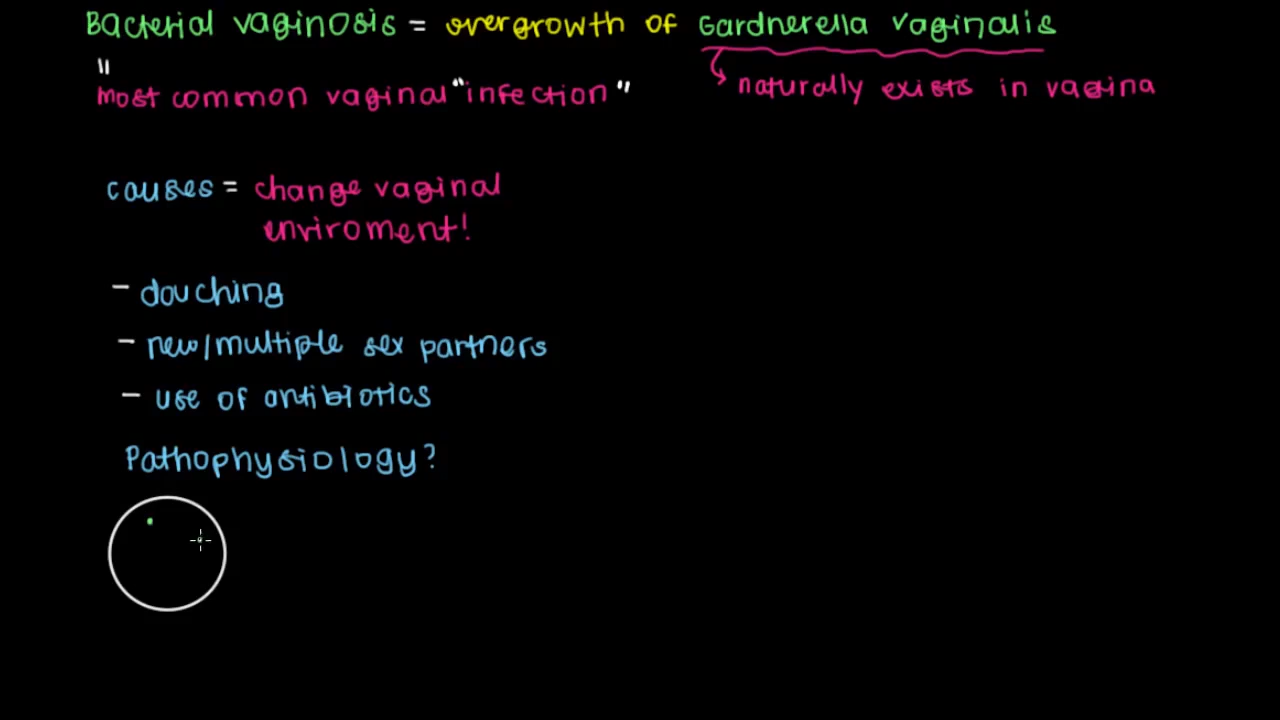 Bacterial vaginosis = overgrowth of Gardnerella vaginalis
"
naturally exists in vagina
most common vaginal "infection"
causes = change vaginal
enviroment!
- douching
- new/multiple sex partners
- use of antibiotics
Pathophysiology?